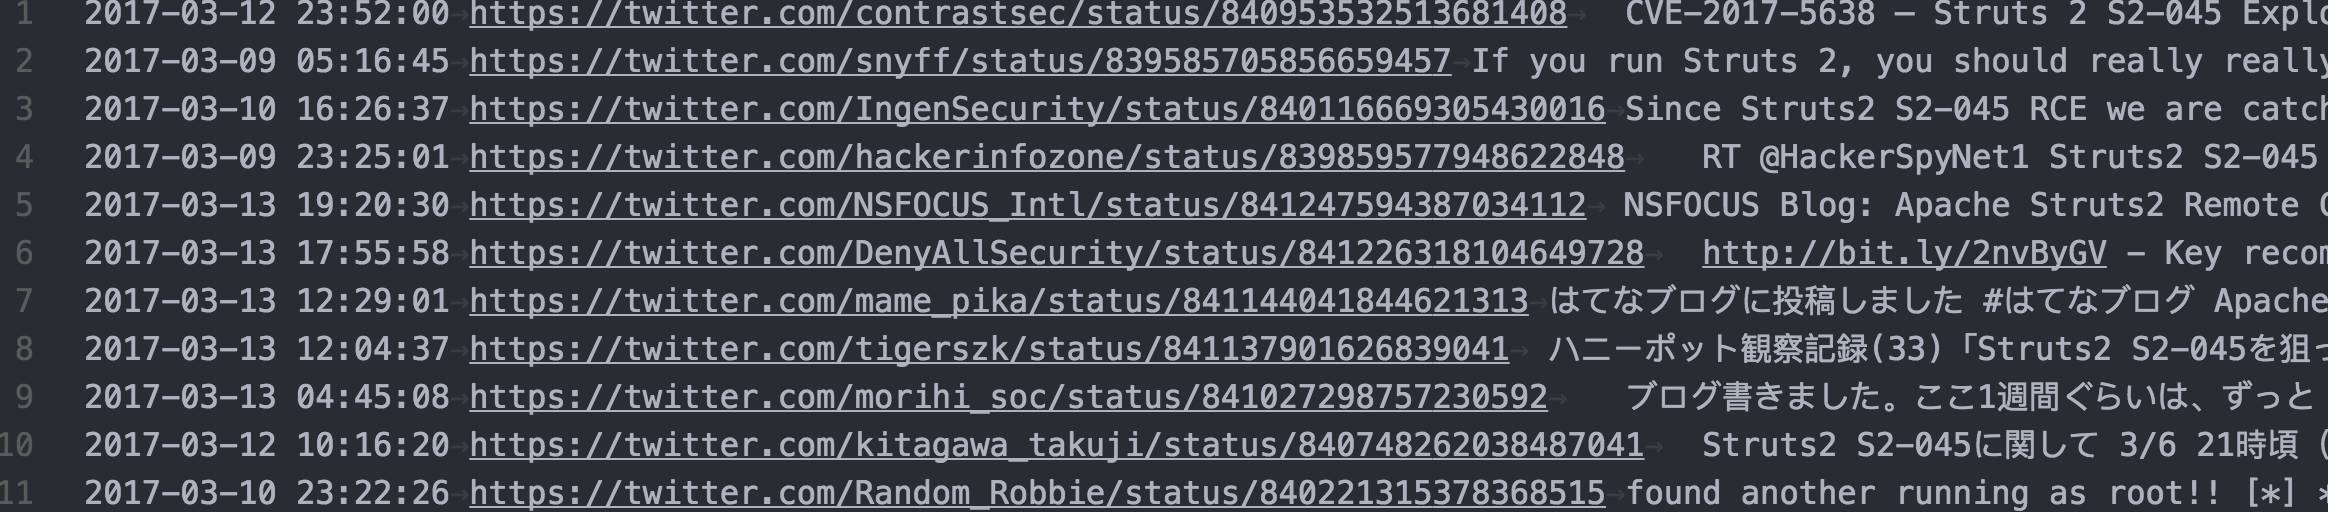 1 2017-03-12 23:52:00 https://twitter.com/contrastsec/status/840953532513681408 CVE-2017-5638 – Struts 2 S2-045
2 2017-03-09 05:16:45 https://twitter.com/snyff/status/839585705856659457 If you run Struts 2, you should really really
3 2017-03-10 16:26:37 https://twitter.com/IngenSecurity/status/840116669305430016 Since Struts2 S2-045 RCE we are catch
4 2017-03-09 23:25:01 https://twitter.com/hackerinfozone/status/839859577948622848 RT @HackerSpyNet1 Struts2 S2-045
5 2017-03-13 19:20:30 https://twitter.com/NSFOCUS_Intl/status/841247594387034112 NSFOCUS Blog: Apache Struts2 Remote
6 2017-03-13 17:55:58 https://twitter.com/DenyAllSecurity/status/841226318104649728 http://bit.ly/2nvByGV – Key recom
7 2017-03-13 12:29:01 https://twitter.com/mame_pika/status/841144041844621313 はてなブログに投稿しました #はてなブログ Apache
8 2017-03-13 12:04:37 https://twitter.com/tigerszk/status/841137901626839041 ハニーポット観察記録(33)「Struts2 S2-045を狙っ
9 2017-03-13 04:45:08 https://twitter.com/morihi_soc/status/841027298757230592 ブログ書きました。ここ1週間ぐらいは、ずっと
10 2017-03-12 10:16:20 https://twitter.com/kitagawa_takuji/status/840748262038487041 Struts2 S2-045に関して 3/6 21時頃（
11 2017-03-10 23:22:26 https://twitter.com/Random_Robbie/status/840221315378368515 found another running as root!! [*]